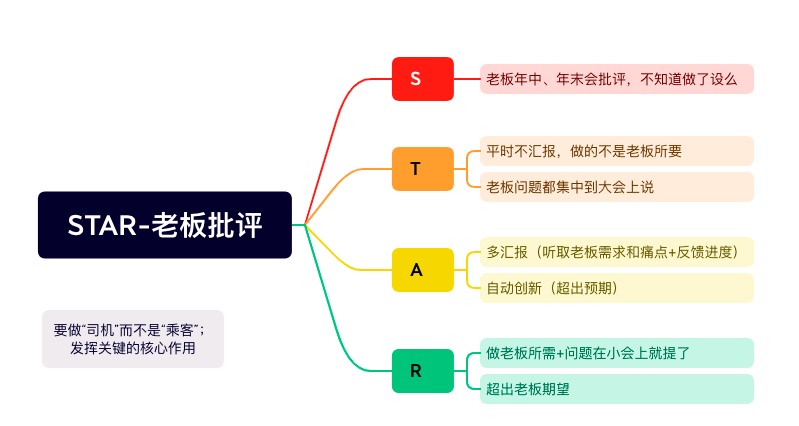 STAR-老板批评
S
老板年中、年末会批评，不知道做了设么
T
平时不汇报，做的不是老板所要
老板问题都集中到大会上说
A
多汇报（听取老板需求和痛点+反馈进度）
自动创新（超出预期）
R
做老板所需+问题在小会上就提了
超出老板期望
要做“司机”而不是“乘客”；
发挥关键的核心作用